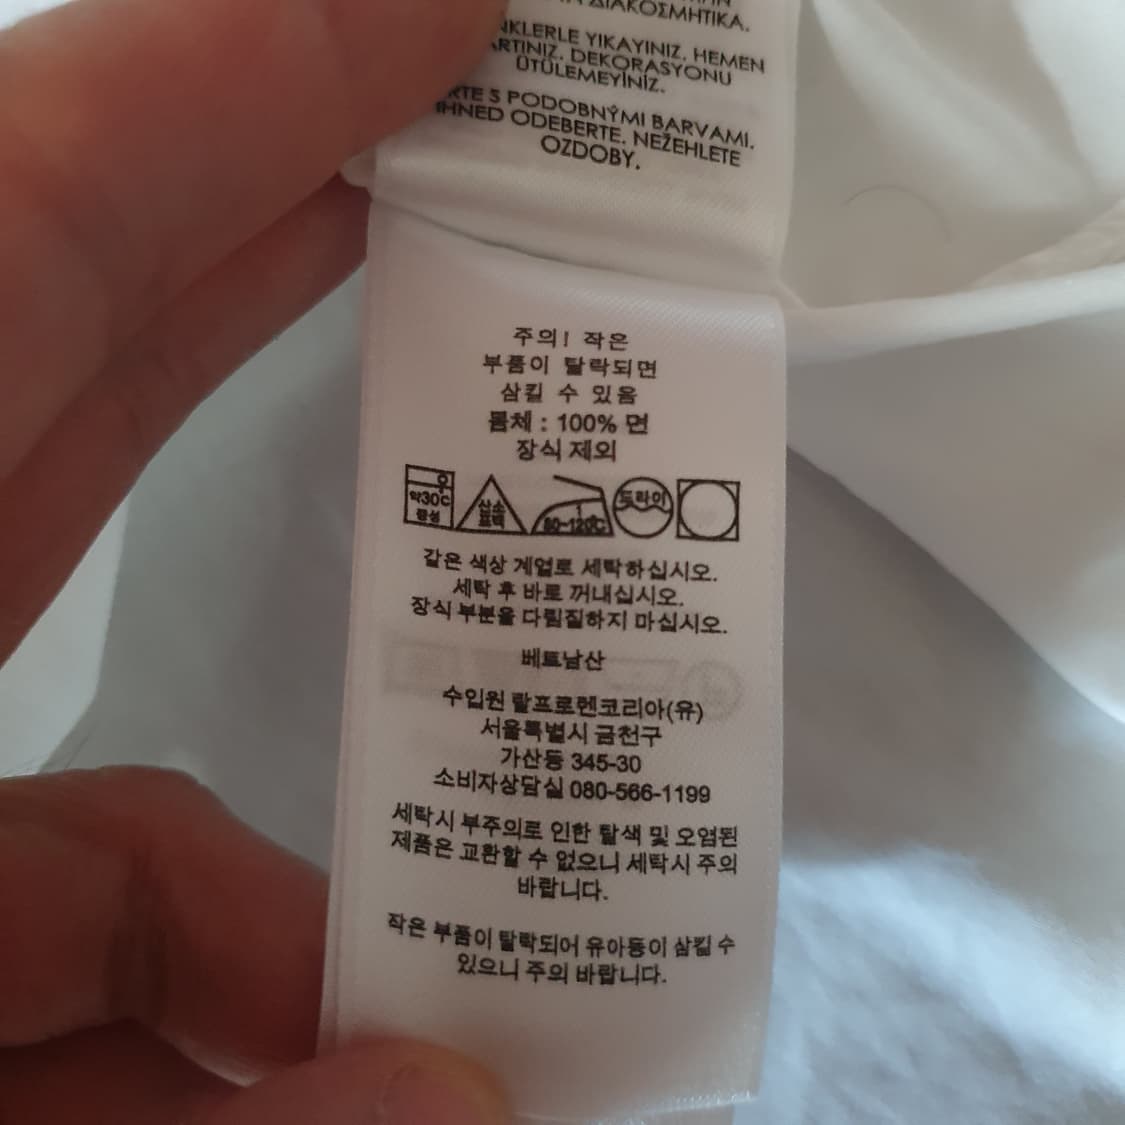 ΔΙΑΚΟΣΜΗΤΙΚΑ.
YIKAYINIZ. HEMEN
DEKORASYONU
ÜTÜLEMEYİNİZ.
S PODOBNÝMI BARVAMI.
IHNED ODEBERTE. NEŽEHLETE
OZDOBY.
주의! 작은
부품이 탈락되면
삼킬 수 있음
몸체 : 100% 면
장식 제외
약30℃
중성
산소
표백
80~120℃
드라이
같은 색상 계열로 세탁하십시오.
세탁 후 바로 꺼내십시오.
장식 부분을 다림질하지 마십시오.
베트남산
수입원 랄프로렌코리아(유)
서울특별시 금천구
가산동 345-30
소비자상담실 080-566-1199
세탁시 부주의로 인한 탈색 및 오염된
제품은 교환할 수 없으니 세탁시 주의
바랍니다.
작은 부품이 탈락되어 유아등이 삼킬 수
있으니 주의 바랍니다.